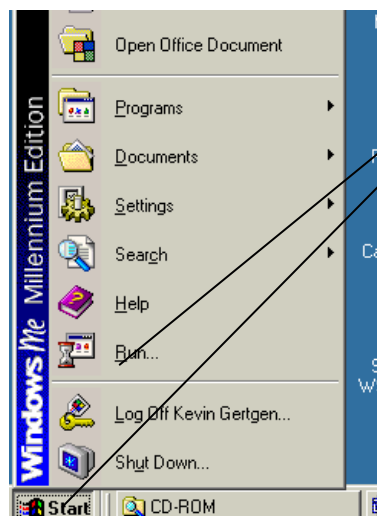 Open Office Document
Programs
Documents
Settings
Search
Help
Run...
Log Off Kevin Gertgen...
Shut Down...
Windows Me Millennium Edition
Start
CD-ROM